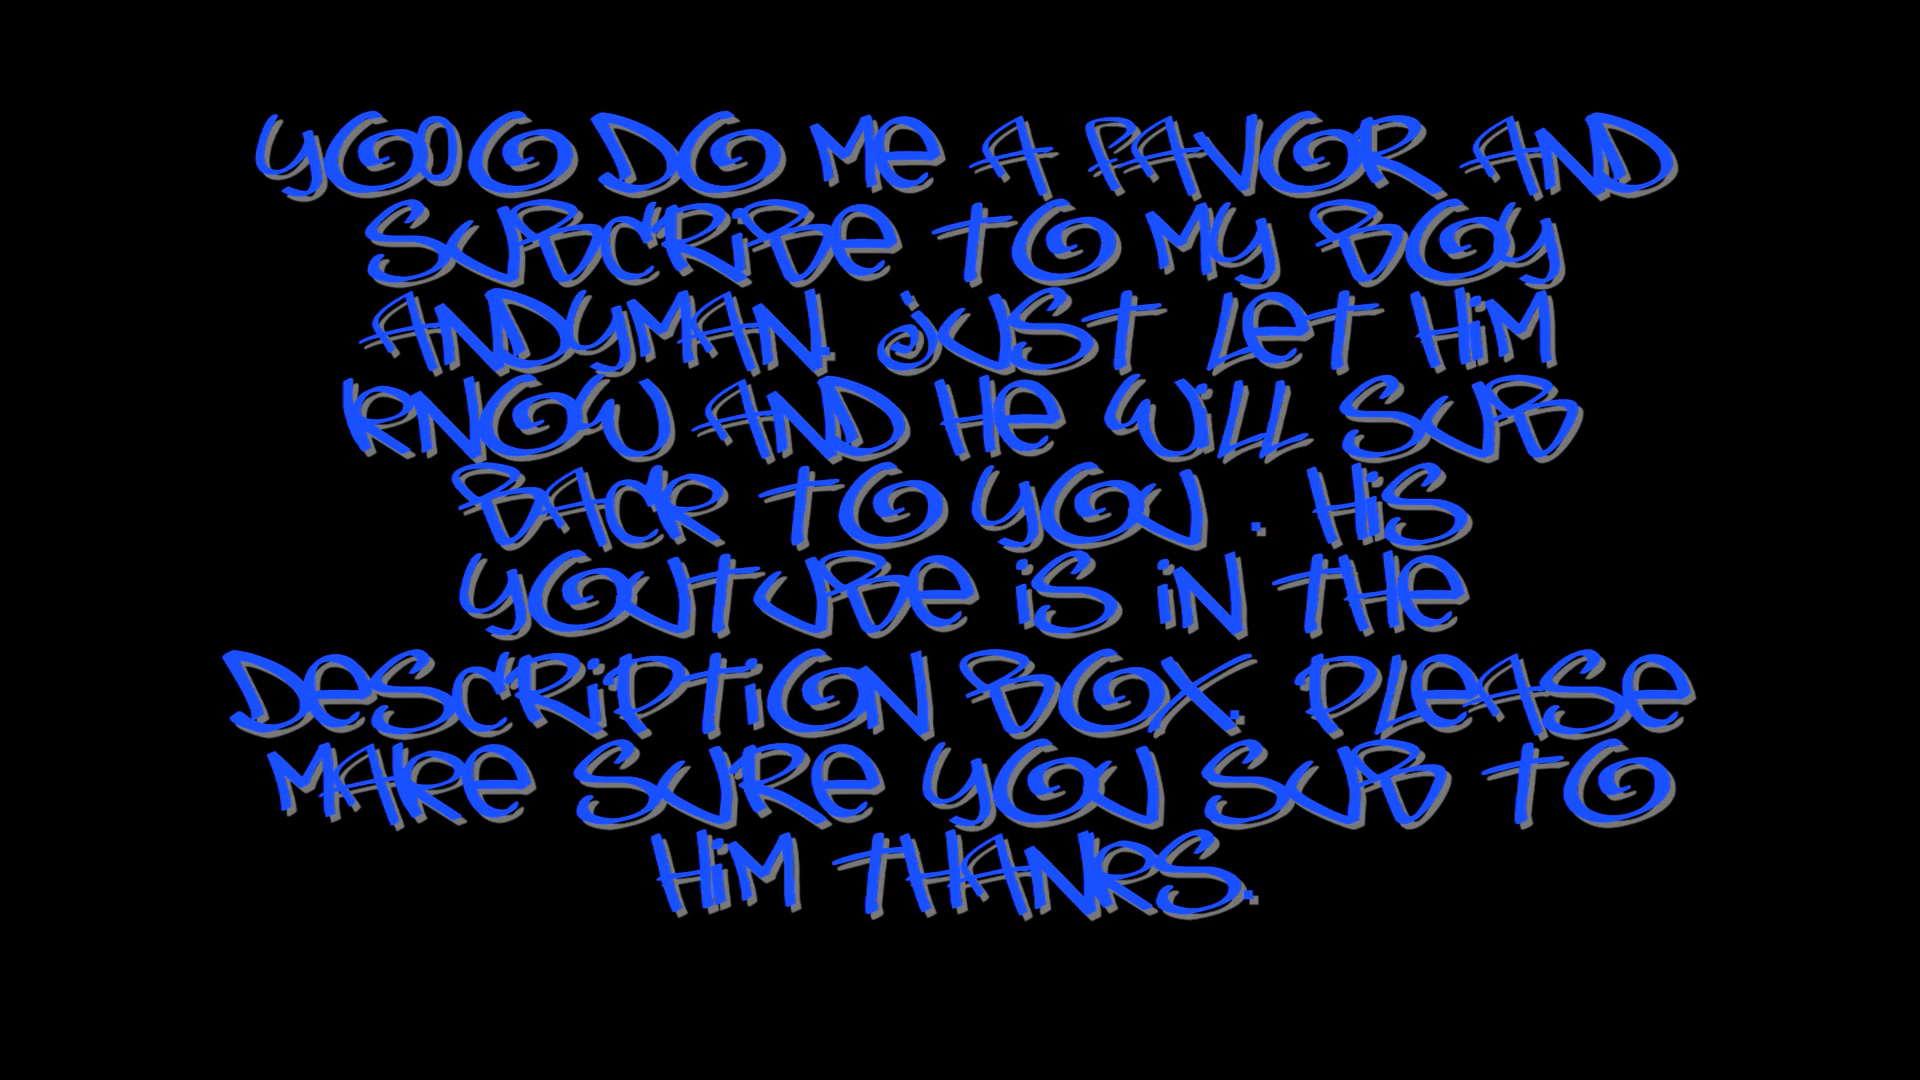 YOOO DO Me A FAVOR AND
SUBCRiBe TO MY BOY
ANDYMAN. jUST LeT HiM
KNOW AND He WiLL SUB
BACK TO YOU . HiS
YOUTUBe iS iN THe
DeSCRiPTiON BOX. PLeASe
MAKe SURe YOU SUB TO
HiM THANKS.